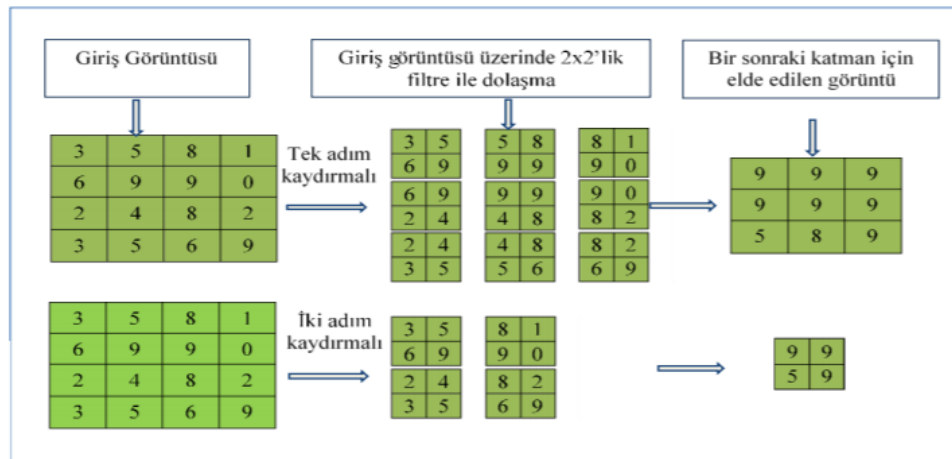 Giriş Görüntüsü
Giriş görüntüsü üzerinde 2x2’lik
filtre ile dolaşma
Bir sonraki katman için
elde edilen görüntü
3 5 8 1
6 9 9 0
2 4 8 2
3 5 6 9
Tek adım
kaydırmalı
3 5 5 8 8 1
6 9 9 9 9 0
6 9 9 9 9 0
2 4 4 8 8 2
2 4 4 8 8 2
3 5 5 6 6 9
9 9 9
9 9 9
5 8 9
3 5 8 1
6 9 9 0
2 4 8 2
3 5 6 9
İki adım
kaydırmalı
3 5 8 1
6 9 9 0
2 4 8 2
3 5 6 9
9 9
5 9